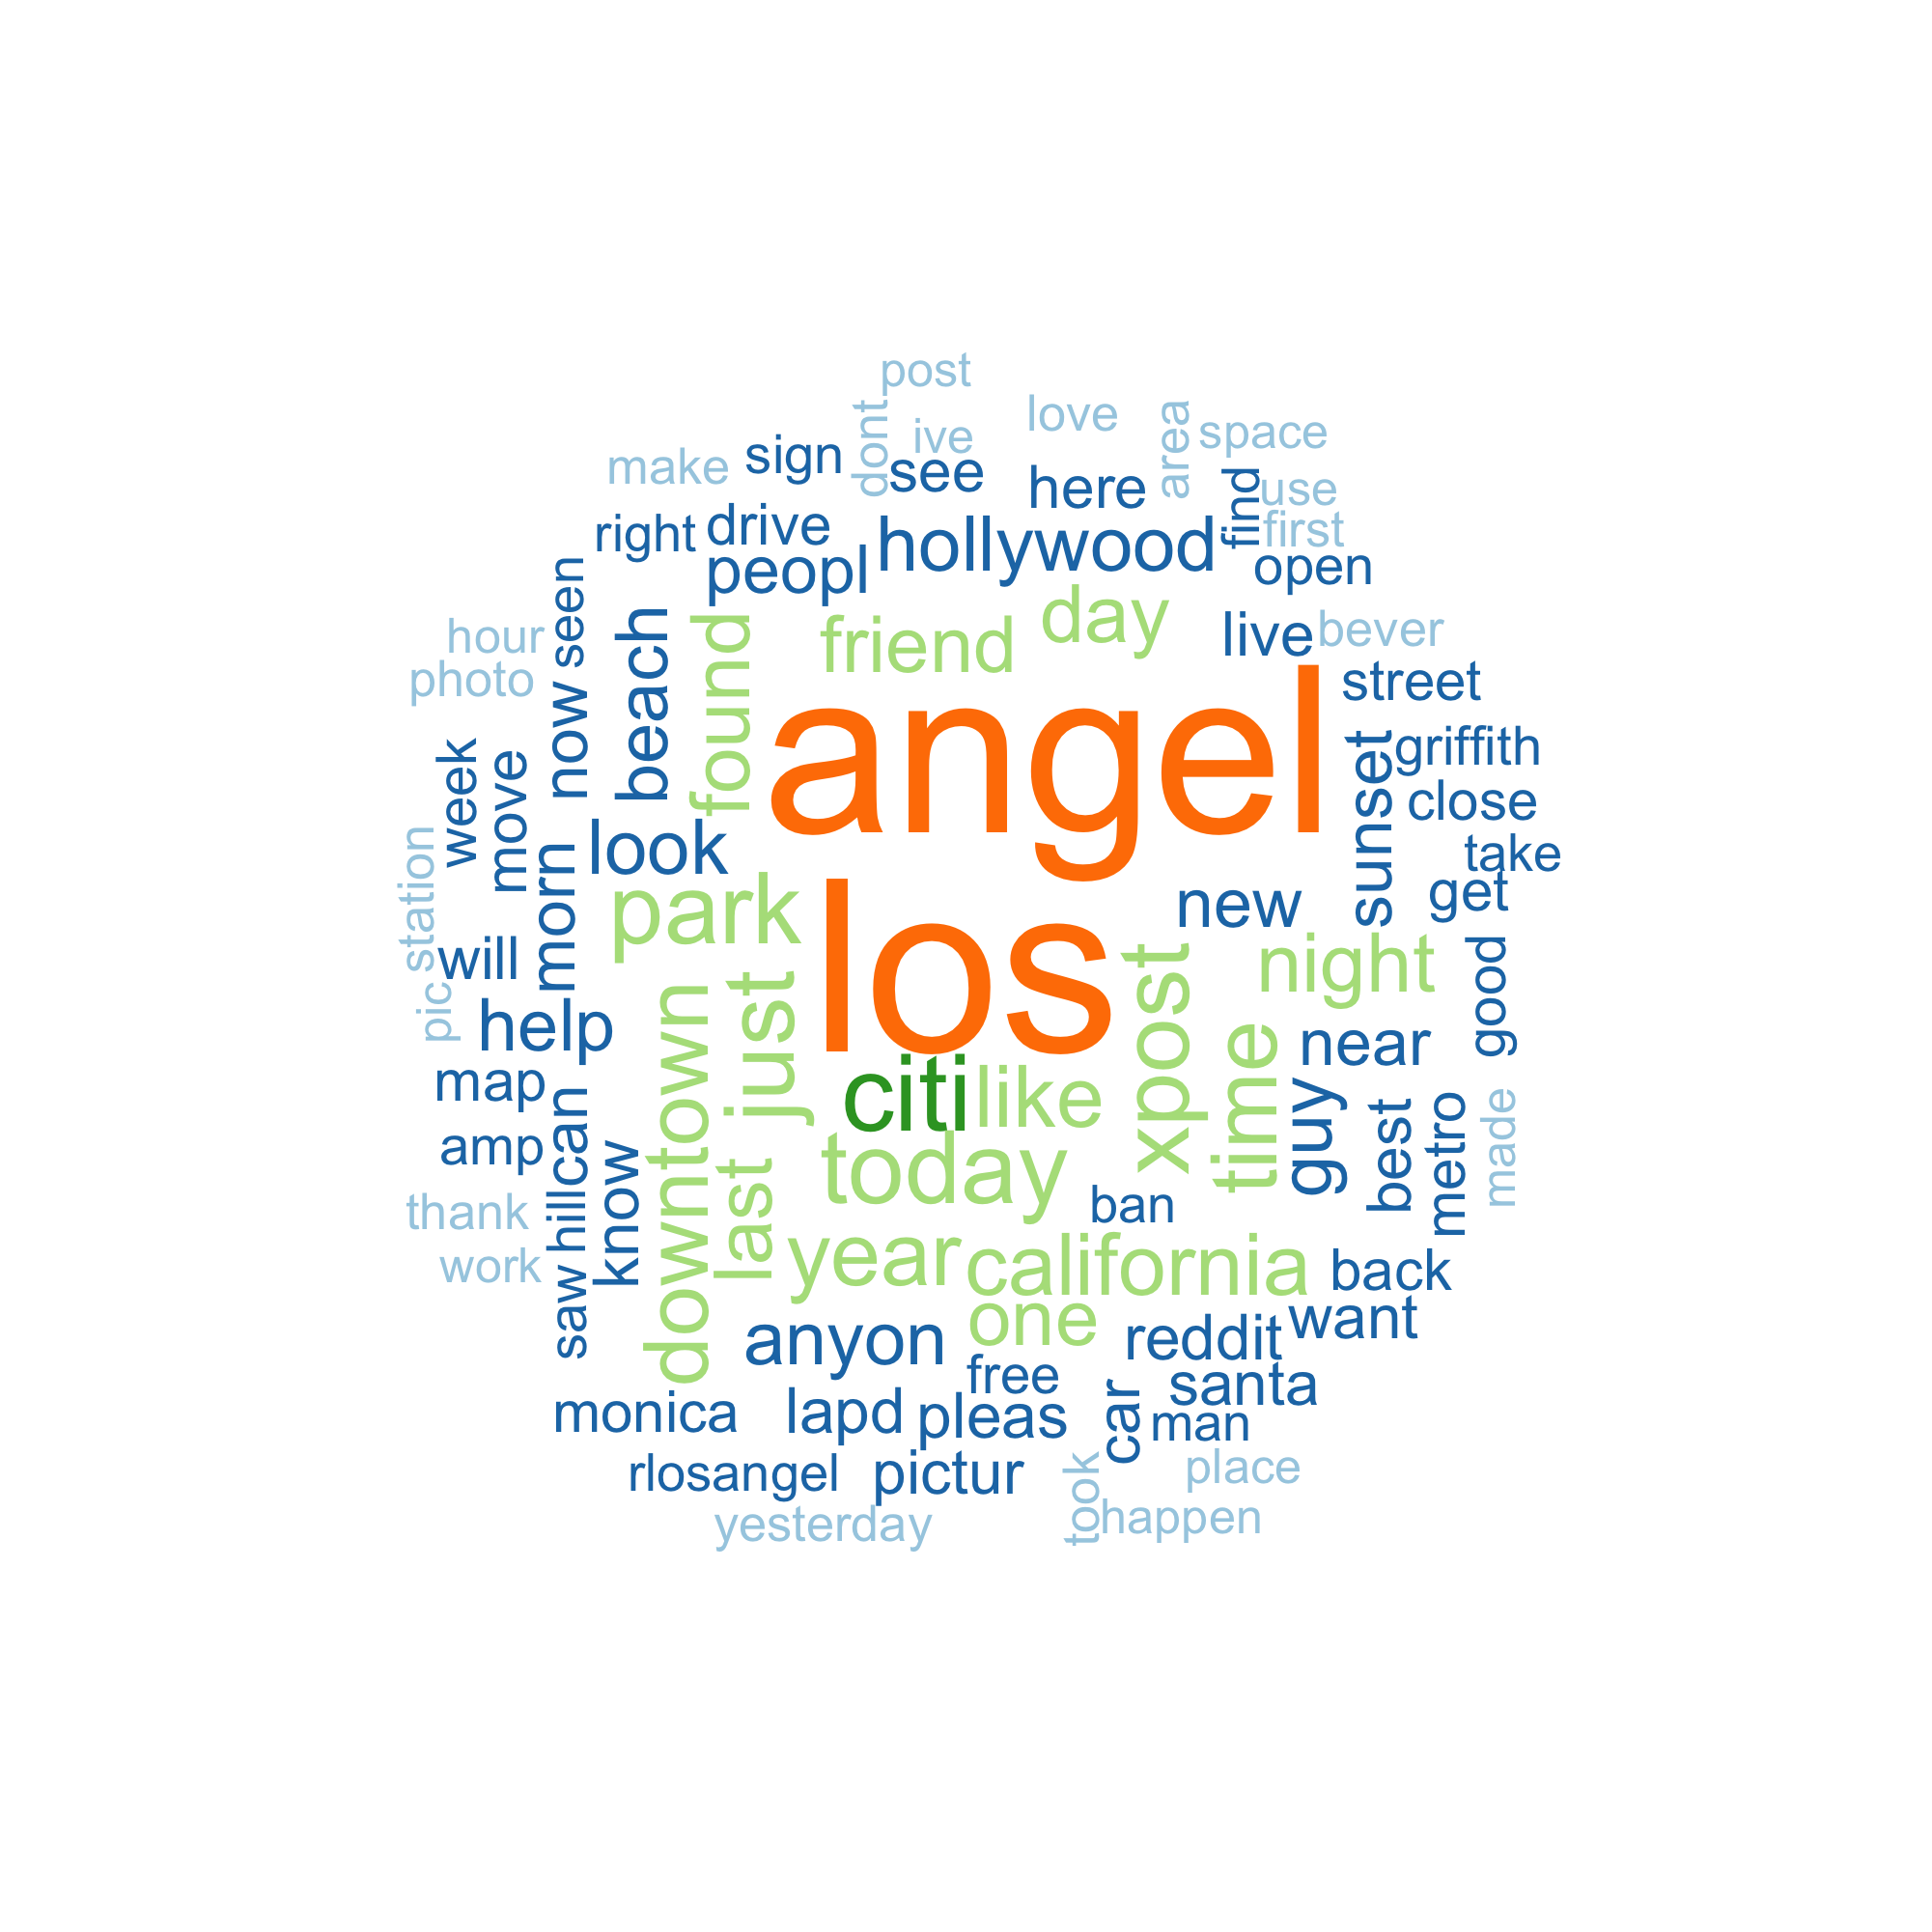 post
love
dont
ive
area
space
make
sign
see
here
find
use
right
drive
hollywood
first
peopl
open
seen
day
hour
beach
found
friend
live
bever
photo
now
angel
street
week
move
sunset
griffith
close
station
morn
look
take
park
los
new
get
will
night
good
pic
help
downtown
just
xpost
time
near
map
can
citi
like
guy
best
metro
made
amp
know
last
today
thank
hill
ban
work
saw
year
california
back
anyon
one
reddit
want
free
santa
monica
lapd
pleas
car
man
rlosangel
pictur
took
place
yesterday
happen